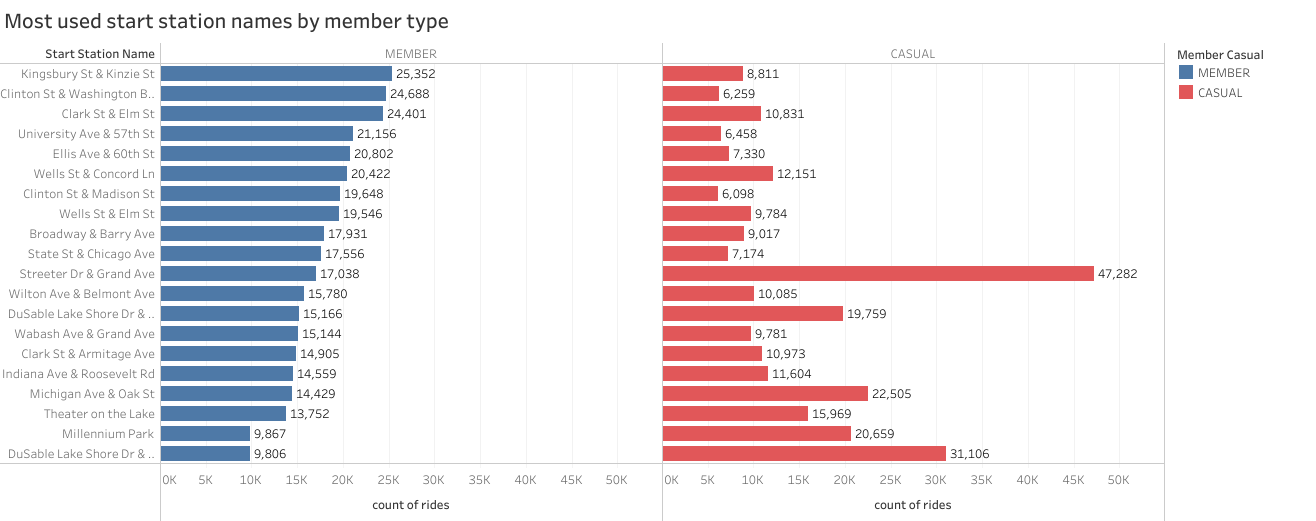 Most used start station names by member type
Start Station Name MEMBER CASUAL Member Casual
Kingsbury St & Kinzie St 25,352 8,811 MEMBER
Clinton St & Washington B.. 24,688 6,259 CASUAL
Clark St & Elm St 24,401 10,831
University Ave & 57th St 21,156 6,458
Ellis Ave & 60th St 20,802 7,330
Wells St & Concord Ln 20,422 12,151
Clinton St & Madison St 19,648 6,098
Wells St & Elm St 19,546 9,784
Broadway & Barry Ave 17,931 9,017
State St & Chicago Ave 17,556 7,174
Streeter Dr & Grand Ave 17,038 47,282
Wilton Ave & Belmont Ave 15,780 10,085
DuSable Lake Shore Dr & .. 15,166 19,759
Wabash Ave & Grand Ave 15,144 9,781
Clark St & Armitage Ave 14,905 10,973
Indiana Ave & Roosevelt Rd 14,559 11,604
Michigan Ave & Oak St 14,429 22,505
Theater on the Lake 13,752 15,969
Millennium Park 9,867 20,659
DuSable Lake Shore Dr & .. 9,806 31,106
0K 5K 10K 15K 20K 25K 30K 35K 40K 45K 50K 0K 5K 10K 15K 20K 25K 30K 35K 40K 45K 50K
count of rides count of rides